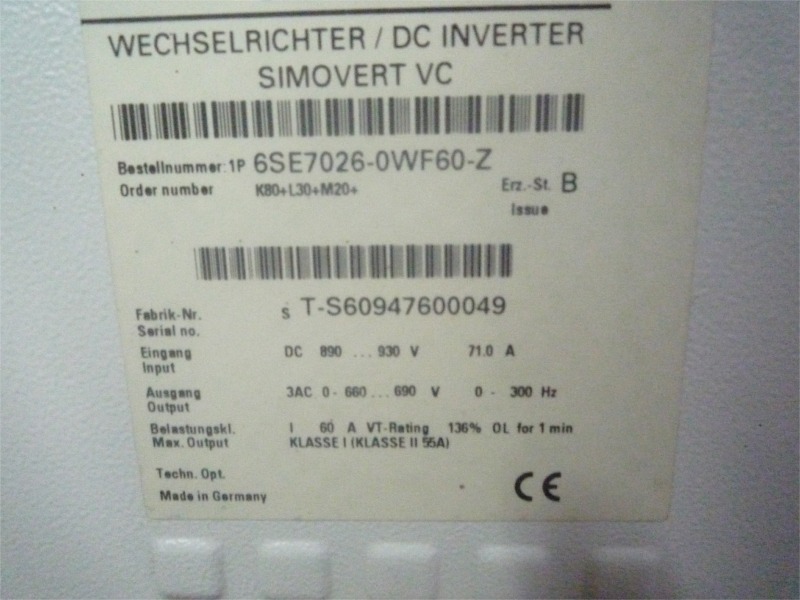 WECHSELRICHTER / DC INVERTER
SIMOVERT VC
Bestellnummer: 1P 6SE7026-0WF60-Z
Order number K80+L30+M20+ Erz.-St. B
Issue
Fabrik-Nr. S T-S60947600049
Serial no.
Eingang DC 890 ... 930 V 71.0 A
Input
Ausgang 3AC 0- 660 ... 690 V 0 - 300 Hz
Output
Belastungskl. I 60 A VT-Rating 136% OL for 1 min
Max. Output KLASSE I (KLASSE II 55A)
Techn. Opt.
Made in Germany CE